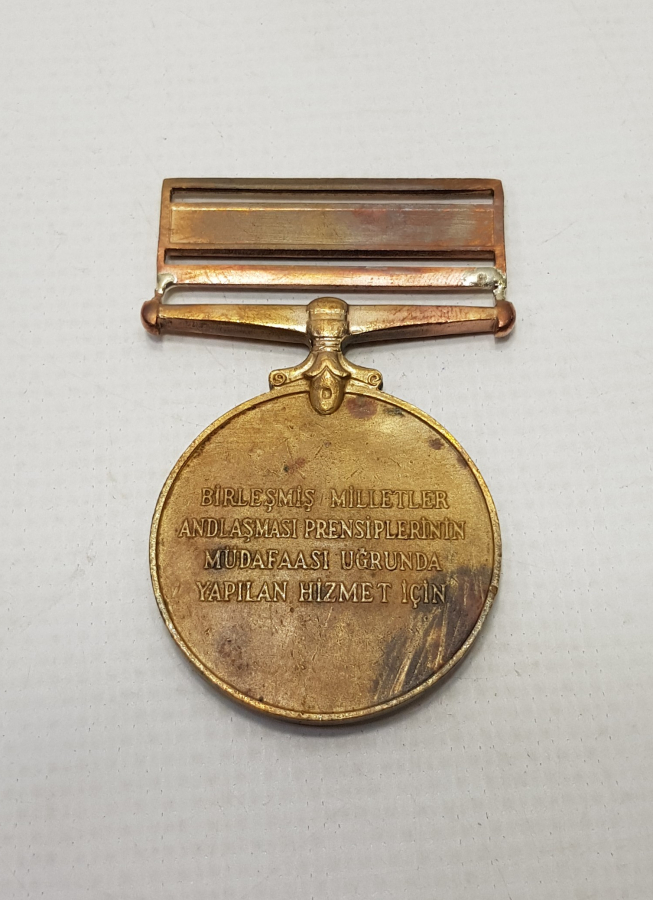 BİRLEŞMİŞ MİLLETLER
ANDLAŞMASI PRENSİPLERİNİN
MÜDAFAASI UĞRUNDA
YAPILAN HİZMET İÇİN